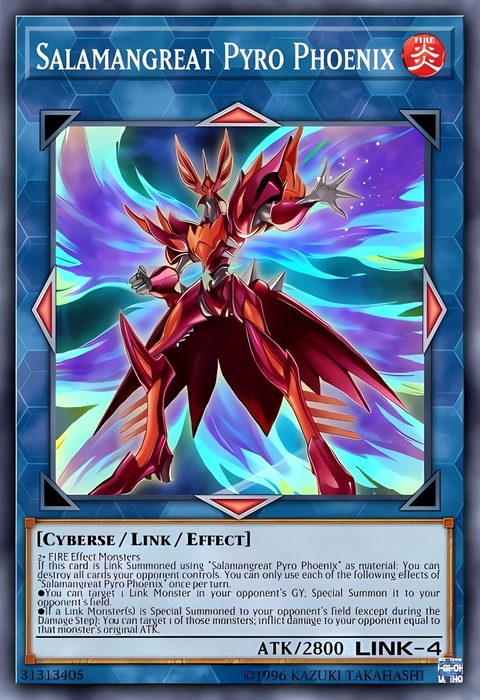 SALAMANGREAT PYRO PHOENIX
FIRE
炎
[CYBERSE / LINK / EFFECT]
2+ FIRE Effect Monsters
If this card is Link Summoned using "Salamangreat Pyro Phoenix" as material: You can
destroy all cards your opponent controls. You can only use each of the following effects of
"Salamangreat Pyro Phoenix" once per turn.
●You can target 1 Link Monster in your opponent's GY; Special Summon it to your
opponent's field.
●If a Link Monster(s) is Special Summoned to your opponent's field (except during the
Damage Step): You can target 1 of those monsters; inflict damage to your opponent equal to
that monster's original ATK.
ATK/2800 LINK-4
31313405 ©1996 KAZUKI TAKAHASHI